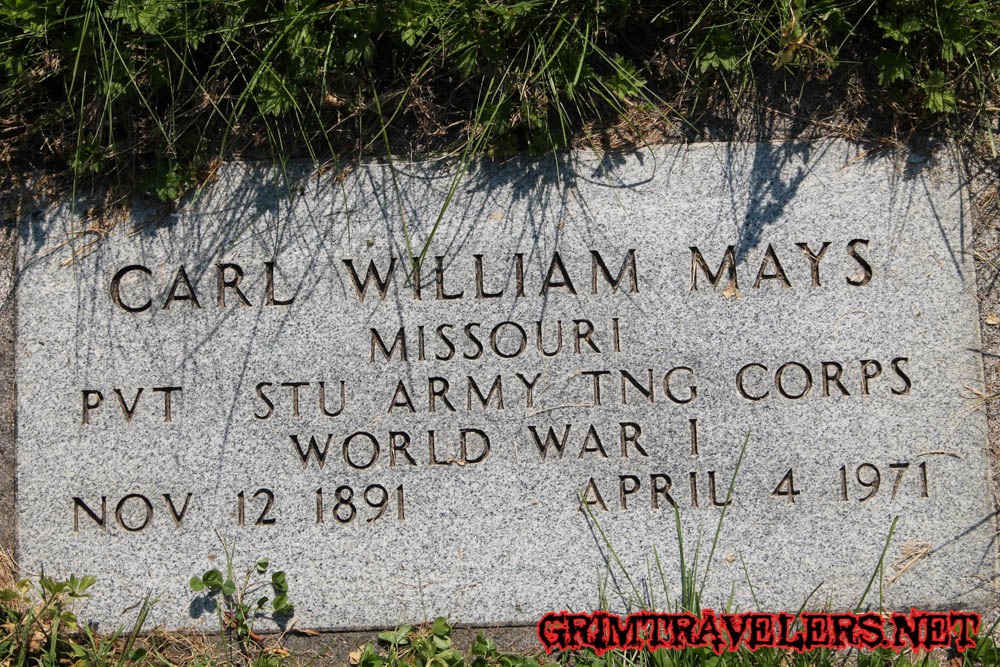 CARL WILLIAM MAYS
MISSOURI
PVT STU ARMY TNG CORPS
WORLD WAR I
NOV 12 1891 APRIL 4 1971
GRIMTRAVELERS.NET